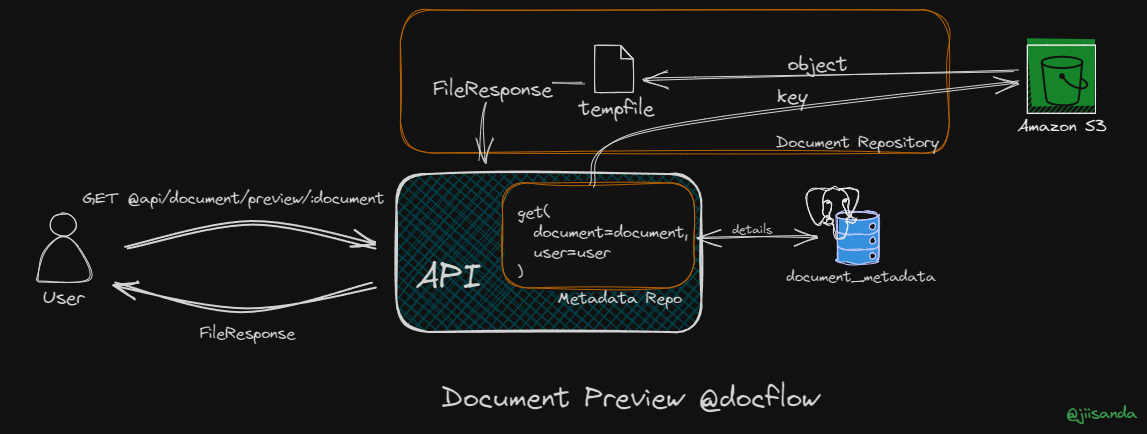 object
FileResponse
tempfile
key
Amazon S3
Document Repository
GET @api/document/preview/:document
get(
document=document,
user=user
)
details
API
User
Metadata Repo
document_metadata
FileResponse
Document Preview @docflow
@jiisanda